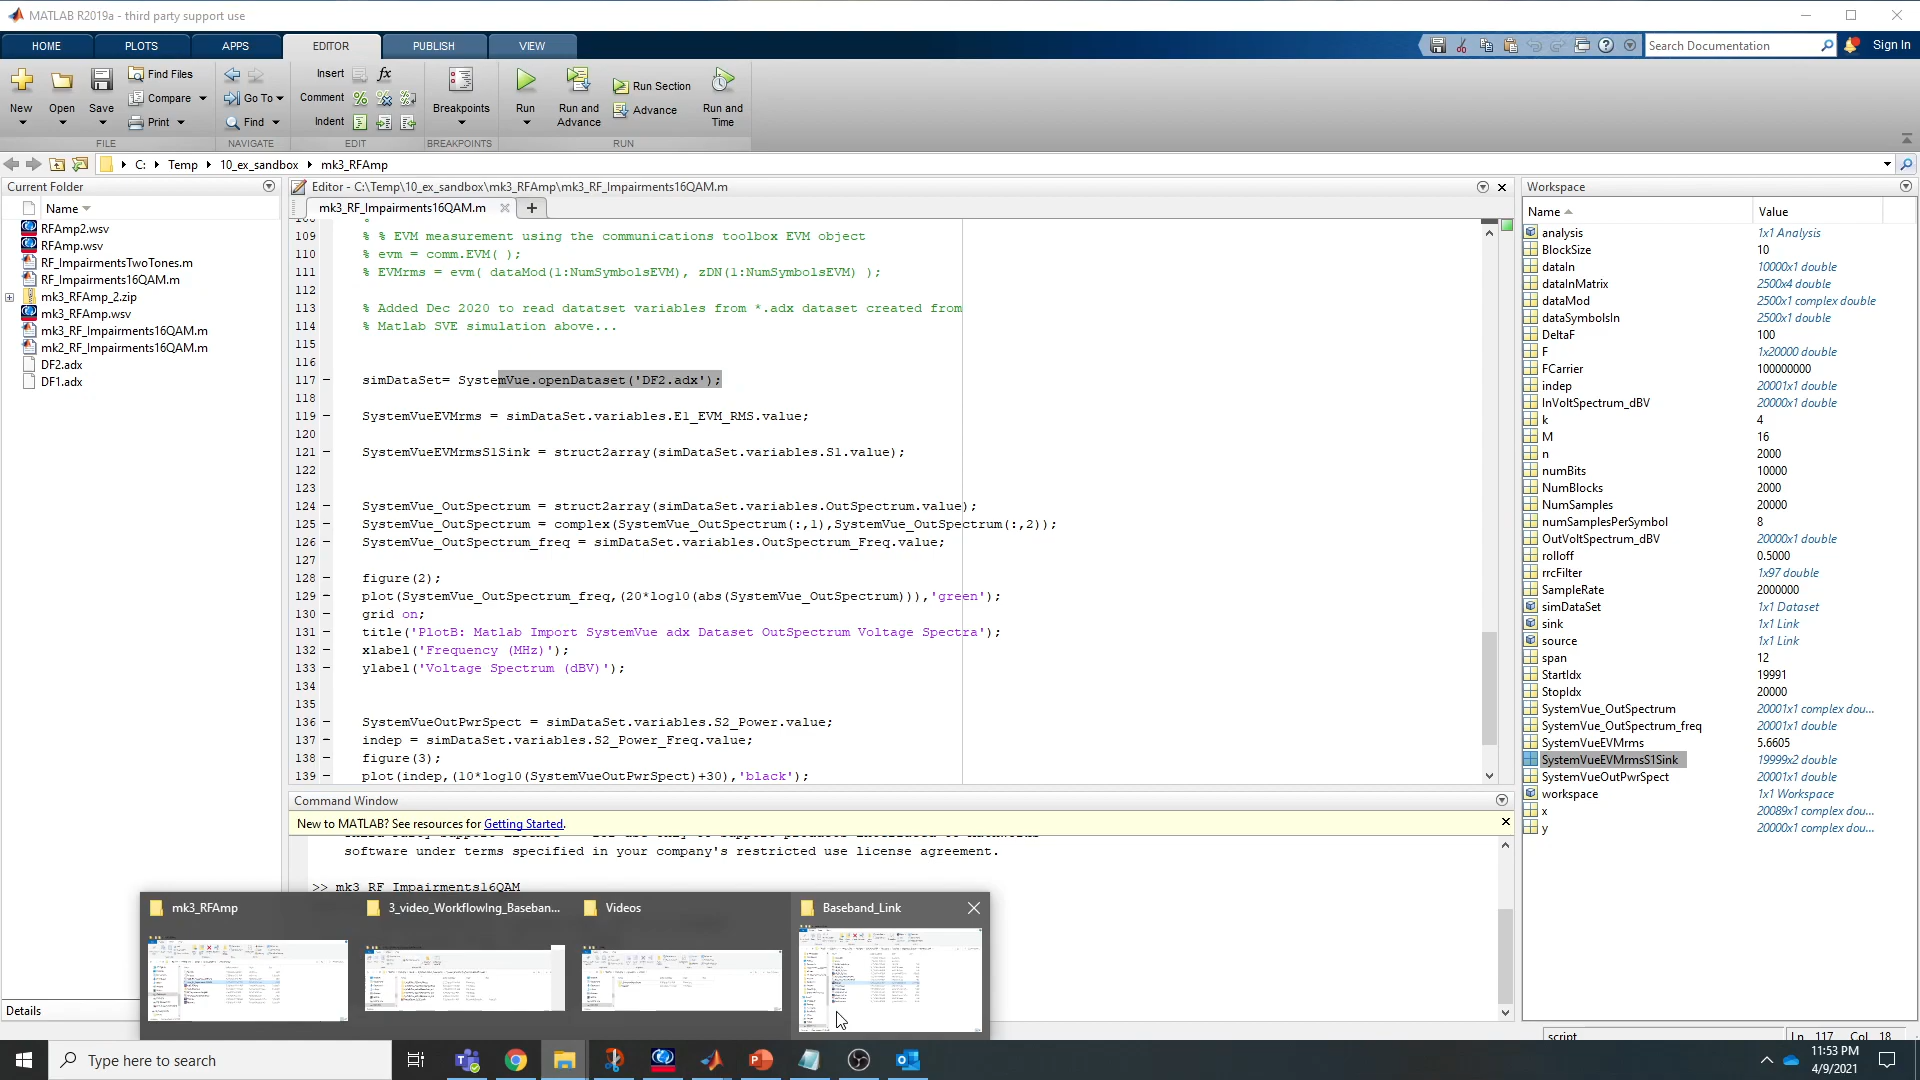 MATLAB R2019a - third party support use
HOME PLOTS APPS EDITOR PUBLISH VIEW
Search Documentation
Sign In
New
Open
Save
Find Files
Compare
Print
FILE
Go To
Find
NAVIGATE
Insert fx
Comment
Indent
EDIT
Breakpoints
BREAKPOINTS
Run
Run and Advance
Run Section
Advance
Run and Time
RUN
C: Temp 10_ex_sandbox mk3_RFAmp
Current Folder
Name
RFAmp2.wsv
RFAmp.wsv
RF_ImpairmentsTwoTones.m
RF_Impairments16QAM.m
mk3_RFAmp_2.zip
mk3_RFAmp.wsv
mk3_RF_Impairments16QAM.m
mk2_RF_Impairments16QAM.m
DF2.adx
DF1.adx
Details
Editor - C:\Temp\10_ex_sandbox\mk3_RFAmp\mk3_RF_Impairments16QAM.m
mk3_RF_Impairments16QAM.m
109 % % EVM measurement using the communications toolbox EVM object
110 % evm = comm.EVM( );
111 % EVMrms = evm( dataMod(1:NumSymbolsEVM), zDN(1:NumSymbolsEVM) );
112
113 % Added Dec 2020 to read datatset variables from *.adx dataset created from
114 % Matlab SVE simulation above...
115
116
117 – simDataSet= SystemVue.openDataset('DF2.adx');
118
119 – SystemVueEVMrms = simDataSet.variables.E1_EVM_RMS.value;
120
121 – SystemVueEVMrmsS1Sink = struct2array(simDataSet.variables.S1.value);
122
123
124 – SystemVue_OutSpectrum = struct2array(simDataSet.variables.OutSpectrum.value);
125 – SystemVue_OutSpectrum = complex(SystemVue_OutSpectrum(:,1),SystemVue_OutSpectrum(:,2));
126 – SystemVue_OutSpectrum_freq = simDataSet.variables.OutSpectrum_Freq.value;
127
128 – figure(2);
129 – plot(SystemVue_OutSpectrum_freq,(20*log10(abs(SystemVue_OutSpectrum))),'green');
130 – grid on;
131 – title('PlotB: Matlab Import SystemVue adx Dataset OutSpectrum Voltage Spectra');
132 – xlabel('Frequency (MHz)');
133 – ylabel('Voltage Spectrum (dBV)');
134
135
136 – SystemVueOutPwrSpect = simDataSet.variables.S2_Power.value;
137 – indep = simDataSet.variables.S2_Power_Freq.value;
138 – figure(3);
139 – plot(indep,(10*log10(SystemVueOutPwrSpect)+30),'black');
Command Window
New to MATLAB? See resources for Getting Started.
software under terms specified in your company's restricted use license agreement.
>> mk3_RF_Impairments16QAM
Workspace
Name Value
analysis 1x1 Analysis
BlockSize 10
dataIn 10000x1 double
dataInMatrix 2500x4 double
dataMod 2500x1 complex double
dataSymbolsIn 2500x1 double
DeltaF 100
F 1x20000 double
FCarrier 100000000
indep 20001x1 double
InVoltSpectrum_dBV 20000x1 double
k 4
M 16
n 2000
numBits 10000
NumBlocks 2000
NumSamples 20000
numSamplesPerSymbol 8
OutVoltSpectrum_dBV 20000x1 double
rolloff 0.5000
rrcFilter 1x97 double
SampleRate 2000000
simDataSet 1x1 Dataset
sink 1x1 Link
source 1x1 Link
span 12
StartIdx 19991
StopIdx 20000
SystemVue_OutSpectrum 20001x1 complex dou...
SystemVue_OutSpectrum_freq 20001x1 double
SystemVueEVMrms 5.6605
SystemVueEVMrmsS1Sink 19999x2 double
SystemVueOutPwrSpect 20001x1 double
workspace 1x1 Workspace
x 20089x1 complex dou...
y 20000x1 complex dou...
script Ln 117 Col 18
mk3_RFAmp
3_video_WorkflowIng_Baseban...
Videos
Baseband_Link
Type here to search
11:53 PM
4/9/2021